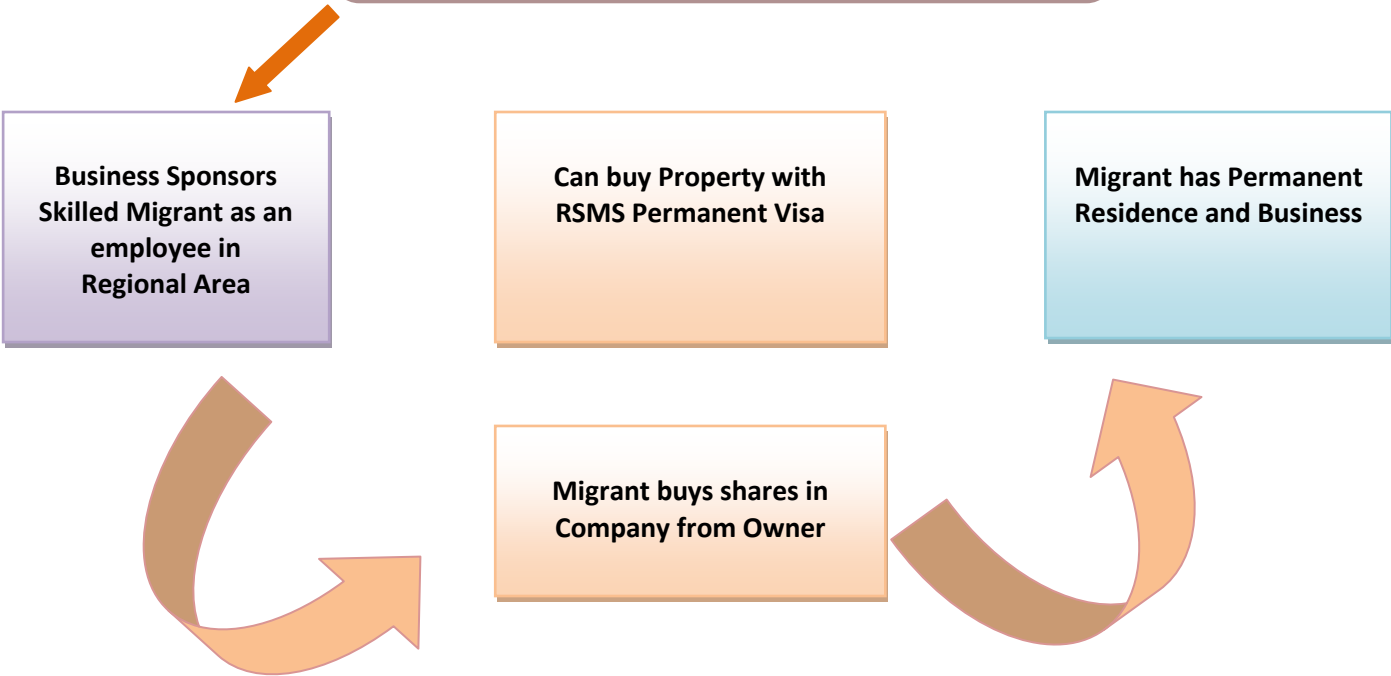 Business Sponsors
Skilled Migrant as an
employee in
Regional Area
Can buy Property with
RSMS Permanent Visa
Migrant has Permanent
Residence and Business
Migrant buys shares in
Company from Owner